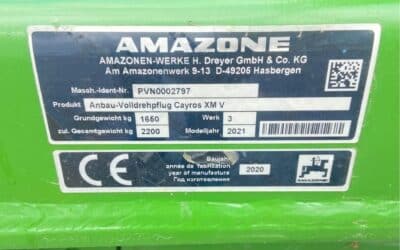 AMAZONE
AMAZONEN-WERKE H. Dreyer GmbH & Co. KG
Am Amazonenwerk 9-13 D-49205 Hasbergen
Masch.-Ident-Nr. PVN0002797
Produkt Anbau-Volldrehpflug Cayros XM V
Grundgewicht kg 1650 Werk 3
zul. Gesamtgewicht kg 2200 Modelljahr 2021
CE
Baujahr
année de fabrication
year of manufacture
Год изготовления
2020
AMAZONE